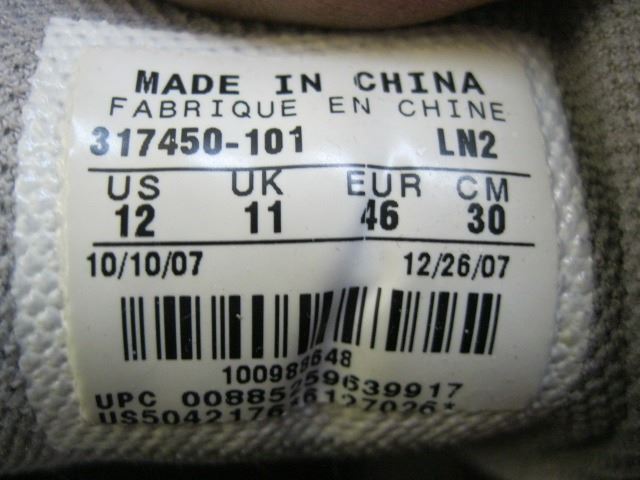 MADE IN CHINA
FABRIQUE EN CHINE
317450-101 LN2
US UK EUR CM
12 11 46 30
10/10/07 12/26/07
100988648
UPC 00885259639917